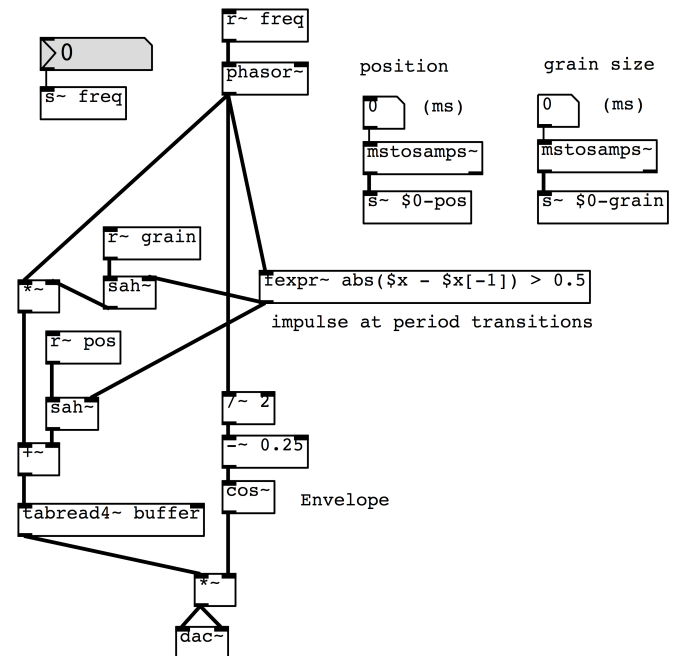 r~ freq
0
phasor~
s~ freq
position
grain size
0
(ms)
0
(ms)
mstosamps~
mstosamps~
s~ $0-pos
s~ $0-grain
r~ grain
*~
sah~
fexpr~ abs($x - $x[-1]) > 0.5
impulse at period transitions
r~ pos
sah~
/~ 2
+~
-~ 0.25
cos~
Envelope
tabread4~ buffer
*~
dac~